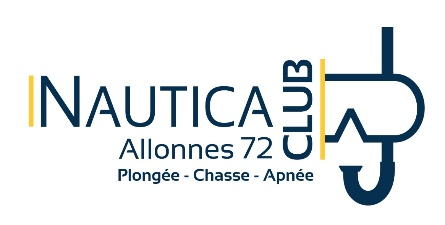 NAUTICA
CLUB
Allonnes 72
Plongée - Chasse - Apnée